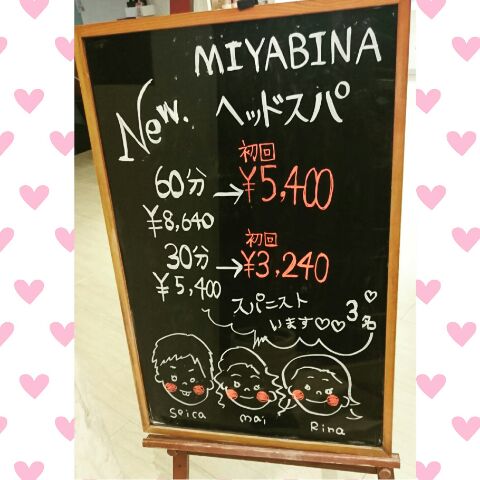 MIYABINA
New. ヘッドスパ
初回
60分→¥5,400
¥8,640
初回
30分→¥3,240
¥5,400
スパニスト
います♡♡3名♡
seica mai Rina